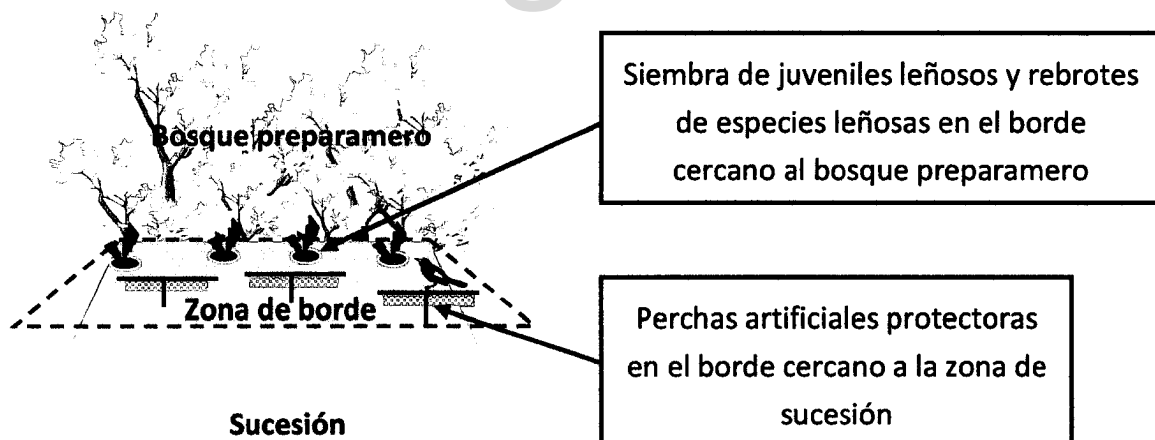 Bosque preparamero
Siembra de juveniles leñosos y rebrotes
de especies leñosas en el borde
cercano al bosque preparamero
Zona de borde
Perchas artificiales protectoras
en el borde cercano a la zona de
sucesión
Sucesión